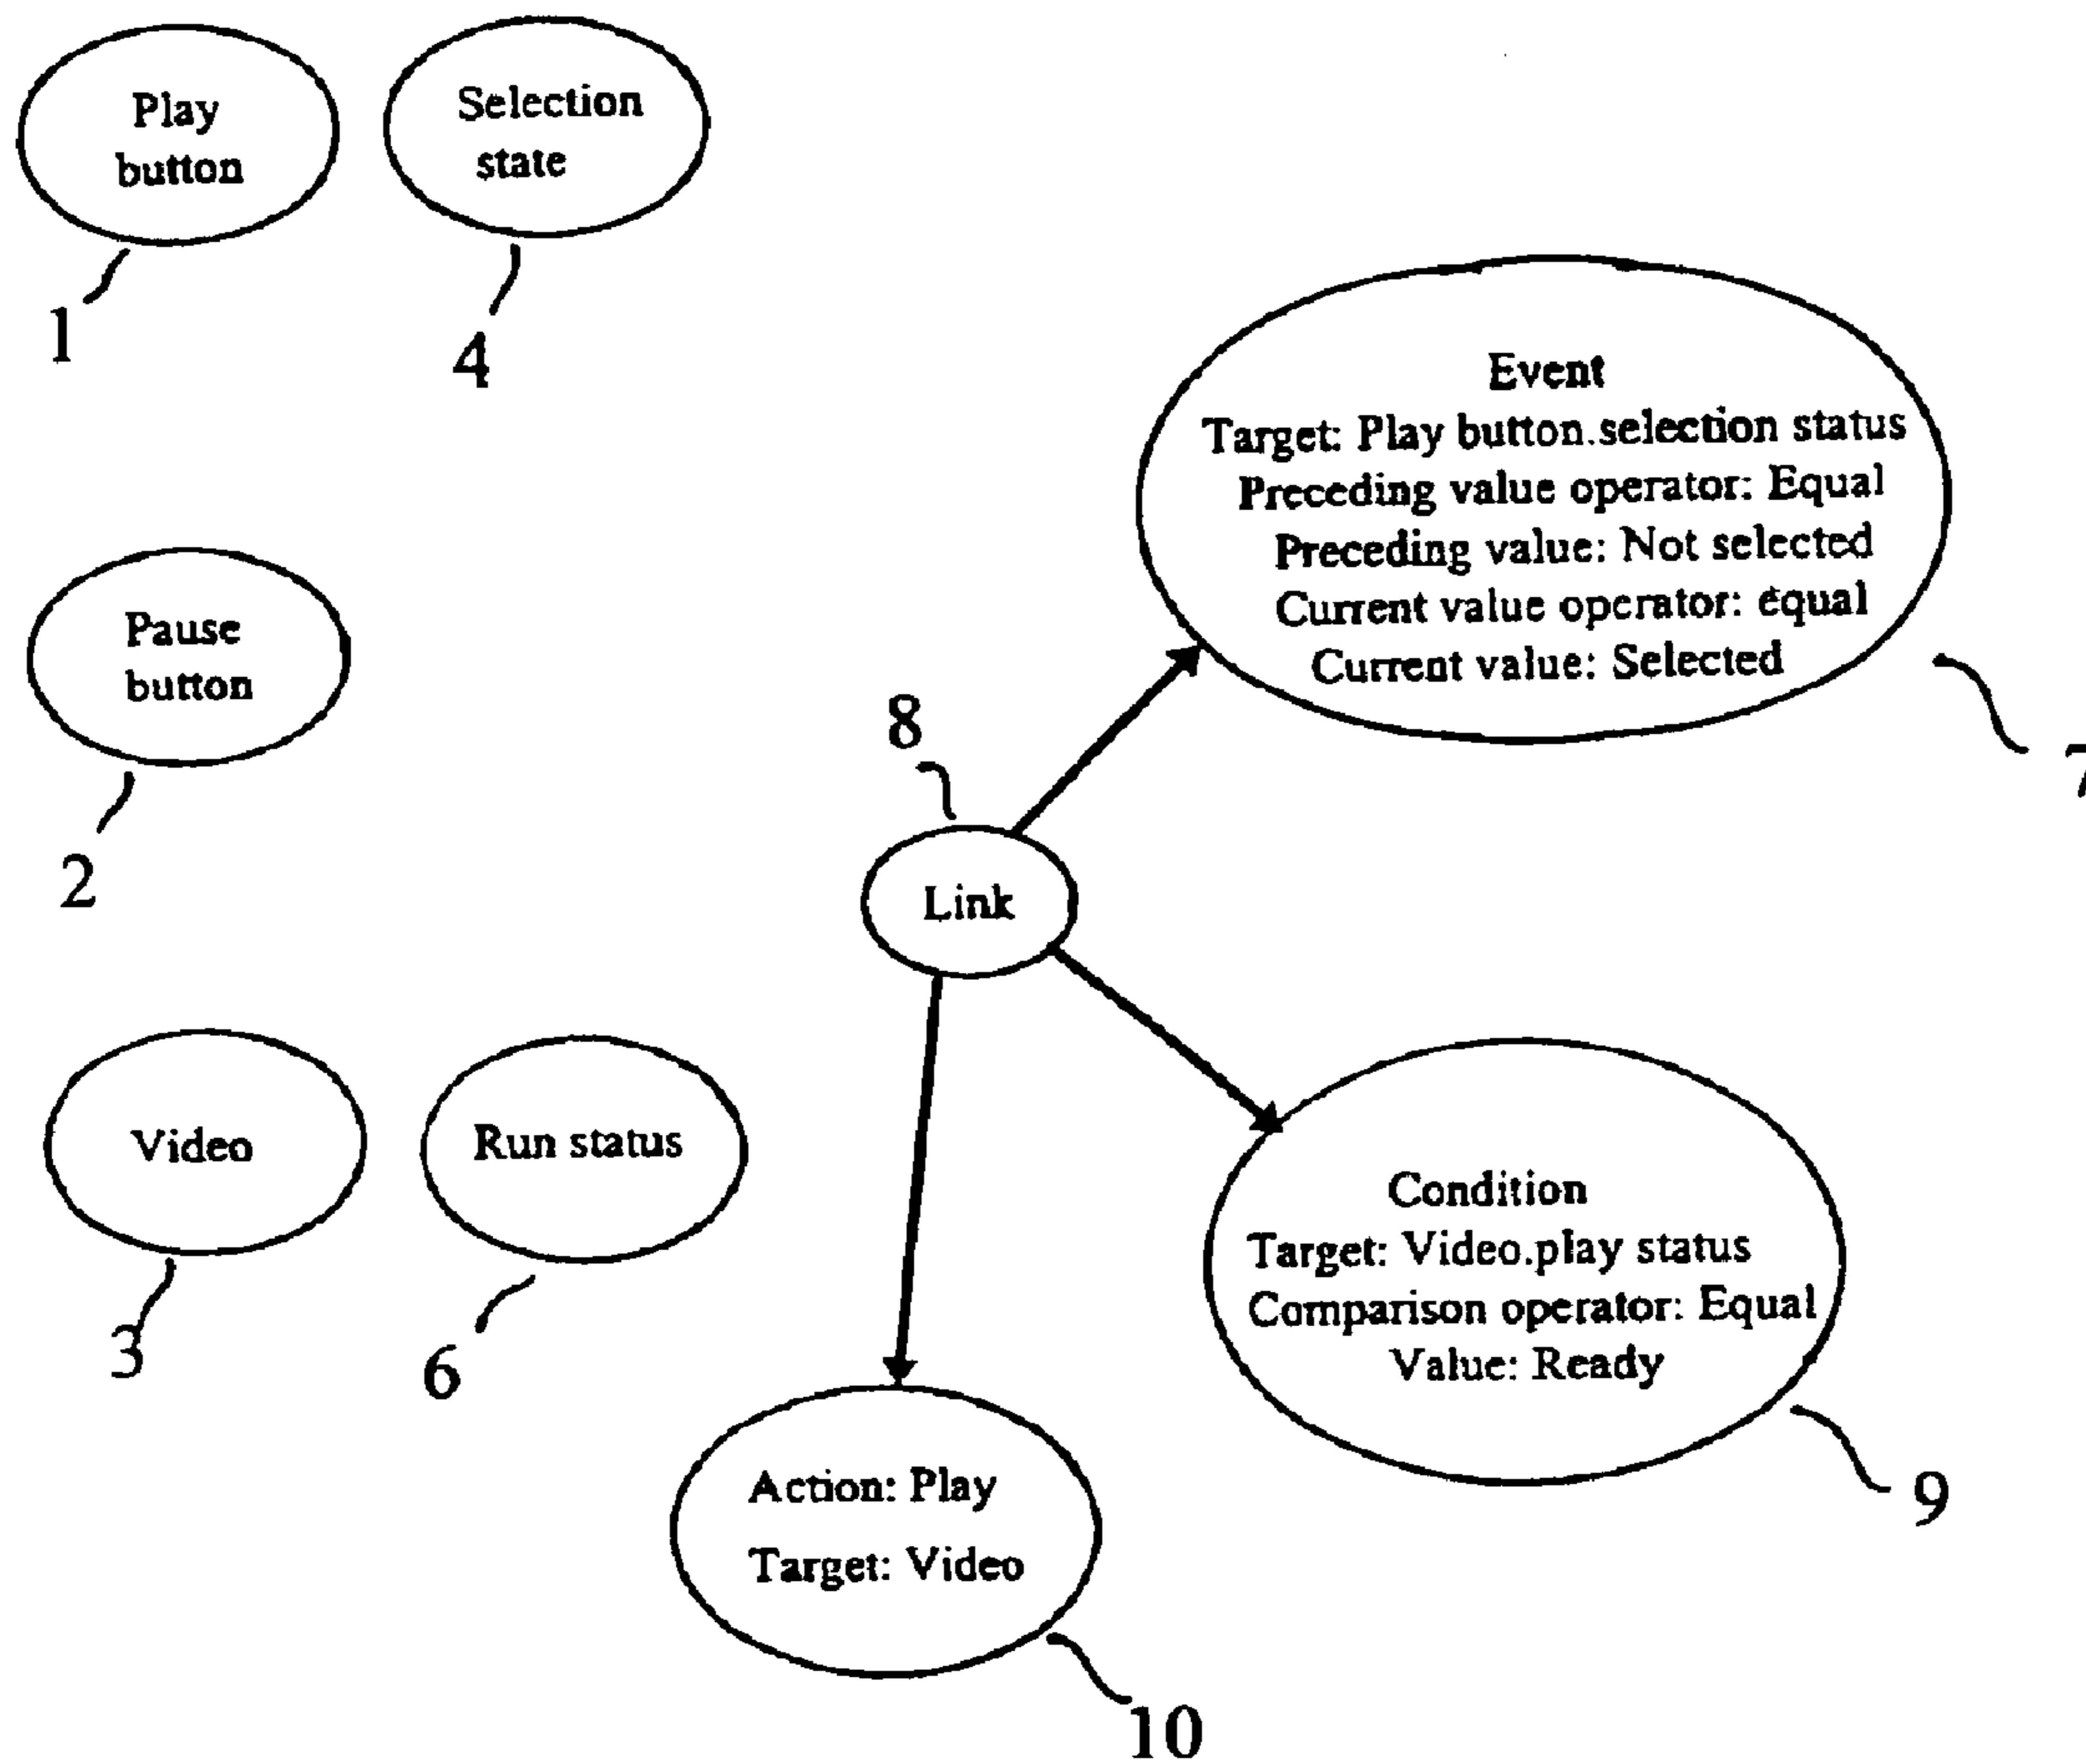 Play
button
1
Selection
state
4
Event
Target: Play button.selection status
Preceding value operator: Equal
Preceding value: Not selected
Current value operator: equal
Current value: Selected
7
Pause
button
2
8
Link
Video
3
Run status
6
Condition
Target: Video.play status
Comparison operator: Equal
Value: Ready
9
Action: Play
Target: Video
10